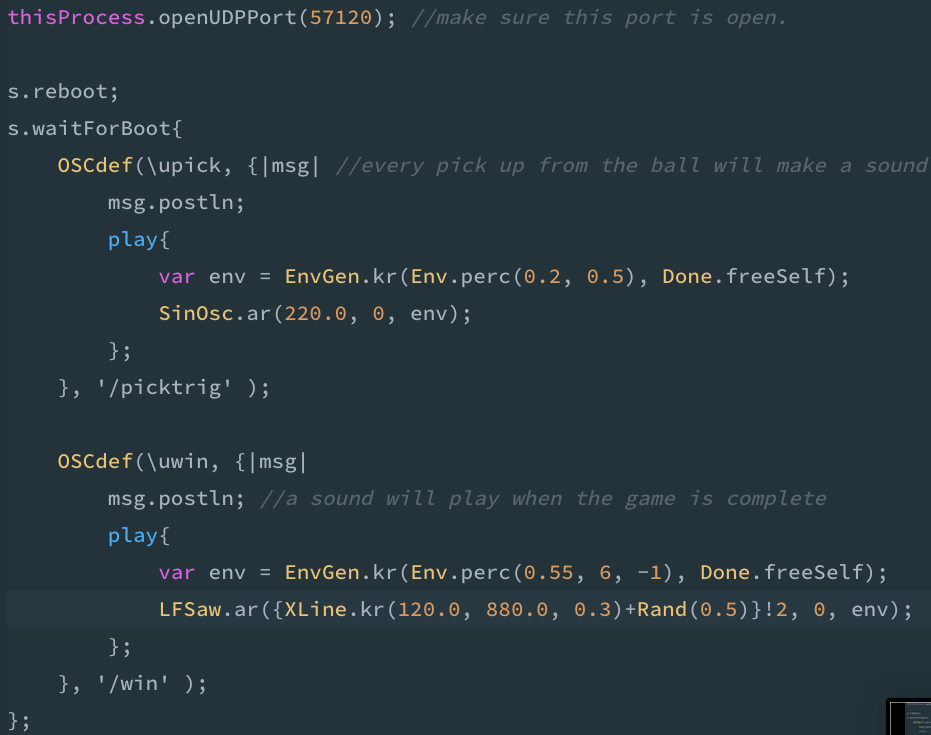 thisProcess.openUDPPort(57120); //make sure this port is open.
s.reboot;
s.waitForBoot{
OSCdef(\upick, {|msg| //every pick up from the ball will make a sound
msg.postln;
play{
var env = EnvGen.kr(Env.perc(0.2, 0.5), Done.freeSelf);
SinOsc.ar(220.0, 0, env);
};
}, '/picktrig' );
OSCdef(\uwin, {|msg|
msg.postln; //a sound will play when the game is complete
play{
var env = EnvGen.kr(Env.perc(0.55, 6, -1), Done.freeSelf);
LFSaw.ar({XLine.kr(120.0, 880.0, 0.3)+Rand(0.5)}!2, 0, env);
};
}, '/win' );
};